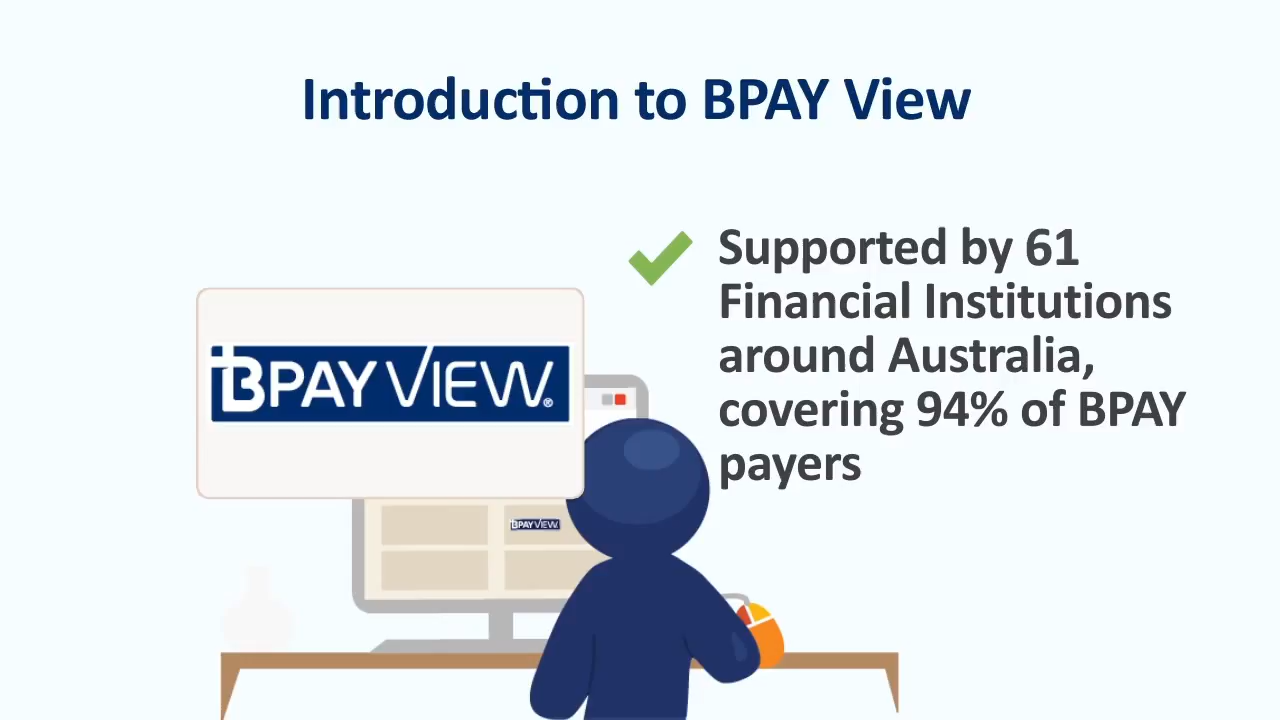 Introduction to BPAY View
Supported by 61
Financial Institutions
around Australia,
covering 94% of BPAY
payers
BPAY VIEW®
BPAY VIEW